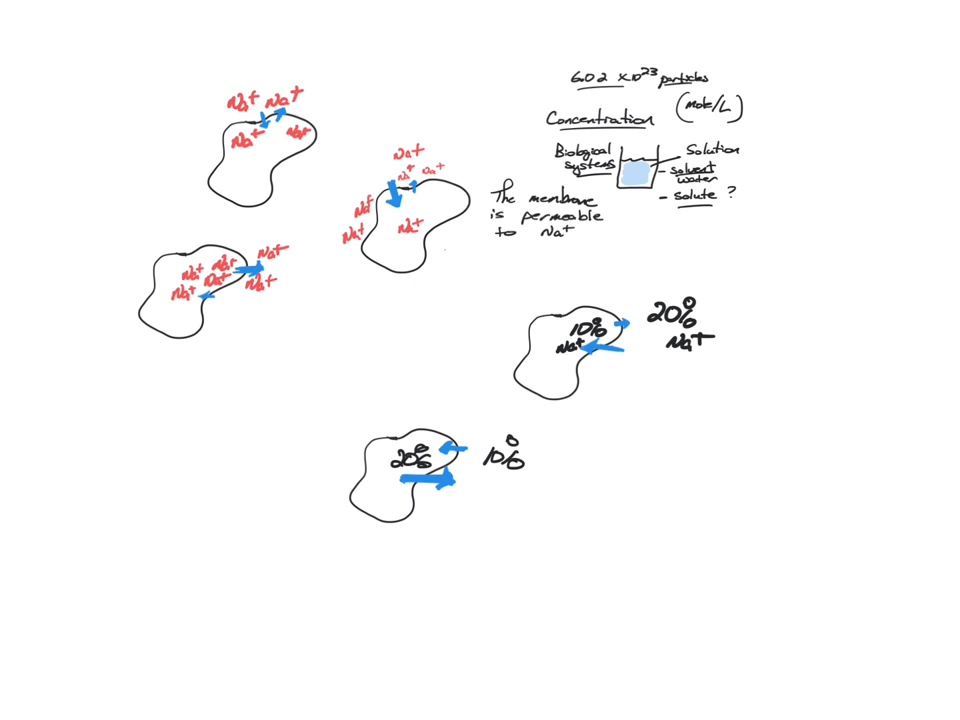 6.02 x10^23 particles
(mole/L)
Concentration
Biological
systems
Solution
- solvent
water
- solute ?
The membrane
is permeable
to Na+
Na+ Na+
Na+ Na+
Na+
Na+ Na+
Na+
Na+
Na+
Na+
Na+ Na+
Na+ Na+
Na+
Na+
10%
Na+
20%
Na+
20%
10%